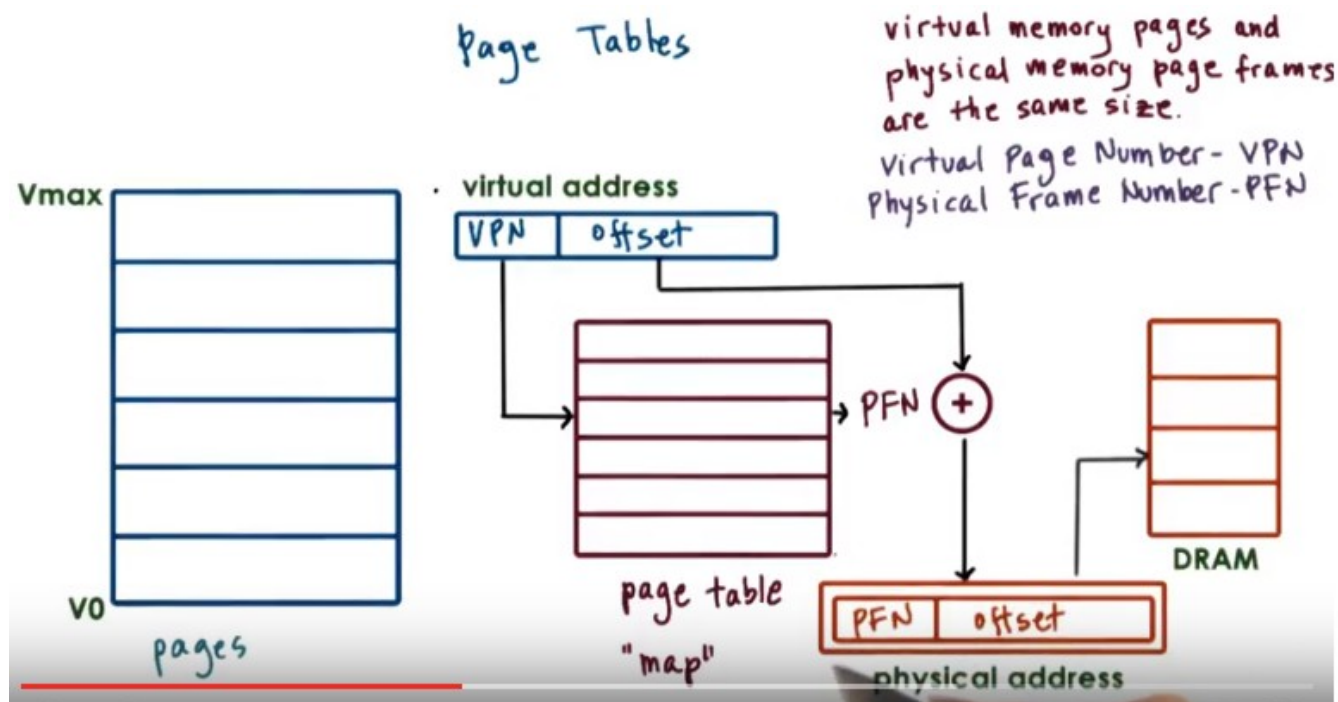 Page Tables
virtual memory pages and
physical memory page frames
are the same size.
Virtual Page Number - VPN
Physical Frame Number - PFN
Vmax
virtual address
VPN
offset
PFN
+
DRAM
V0
pages
page table
"map"
PFN
offset
physical address